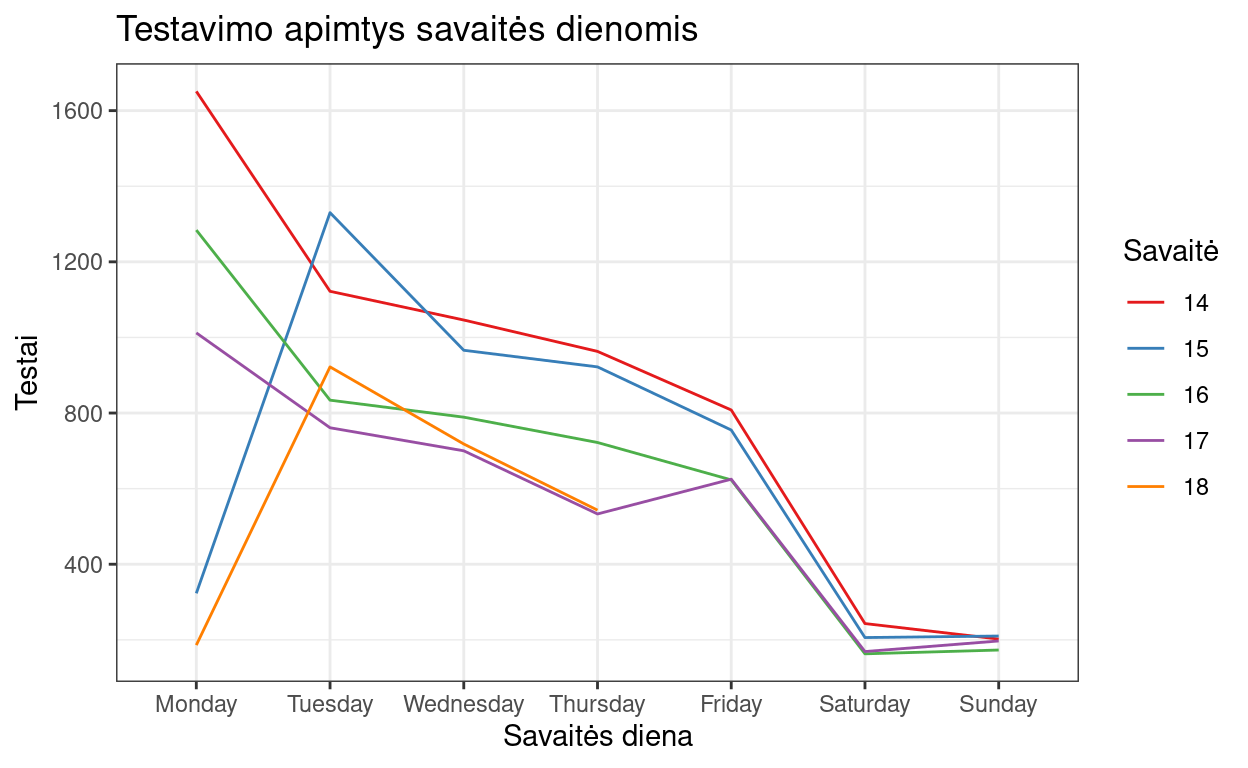 Testavimo apimtys savaitės dienomis
Testai
1600
1200
800
400
Monday Tuesday Wednesday Thursday Friday Saturday Sunday
Savaitės diena
Savaitė
14
15
16
17
18